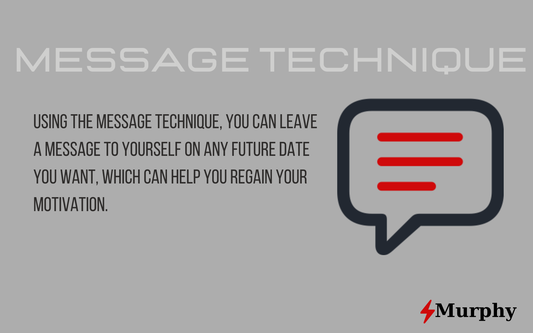 MESSAGE TECHNIQUE
USING THE MESSAGE TECHNIQUE, YOU CAN LEAVE
A MESSAGE TO YOURSELF ON ANY FUTURE DATE
YOU WANT, WHICH CAN HELP YOU REGAIN YOUR
MOTIVATION.
Murphy